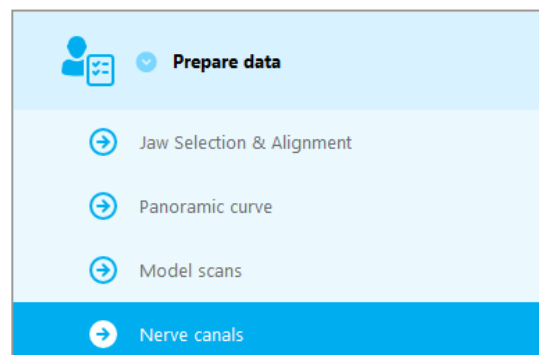 Prepare data
Jaw Selection & Alignment
Panoramic curve
Model scans
Nerve canals